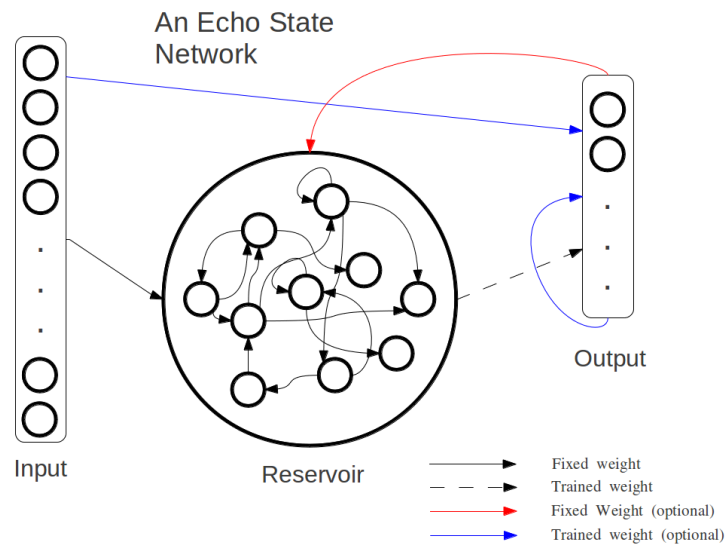 An Echo State
Network
Input
Reservoir
Output
Fixed weight
Trained weight
Fixed Weight (optional)
Trained weight (optional)